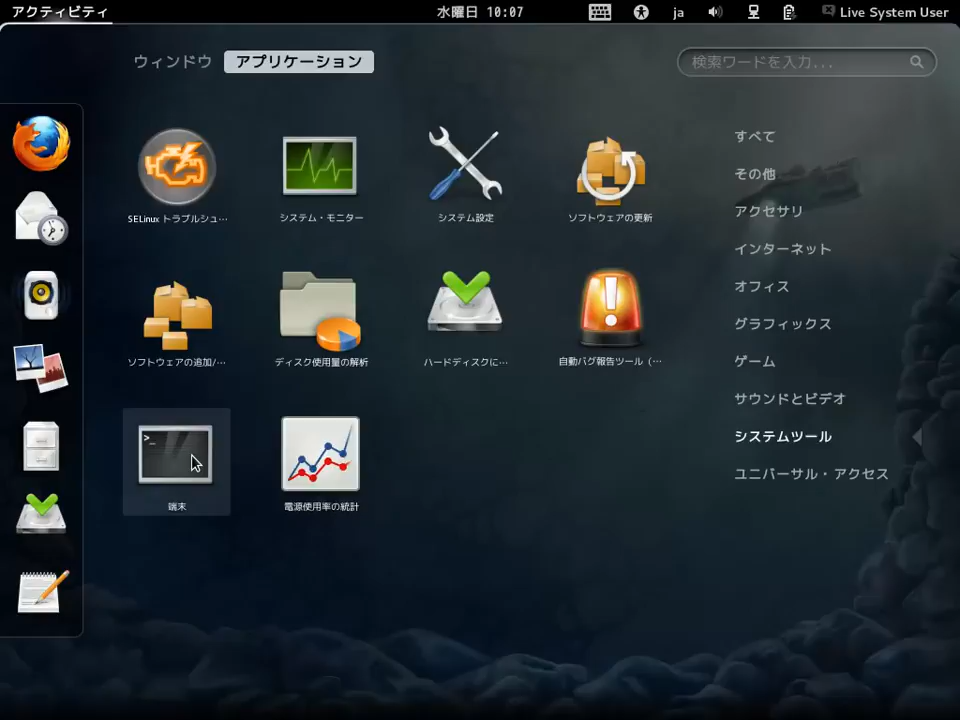 アクティビティ
水曜日 10:07
ja
Live System User
ウィンドウ
アプリケーション
検索ワードを入力...
SELinux トラブルシュ…
システム・モニター
システム設定
ソフトウェアの更新
ソフトウェアの追加/…
ディスク使用量の解析
ハードディスクに…
自動バグ報告ツール（…
>_
端末
電源使用率の統計
すべて
その他
アクセサリ
インターネット
オフィス
グラフィックス
ゲーム
サウンドとビデオ
システムツール
ユニバーサル・アクセス